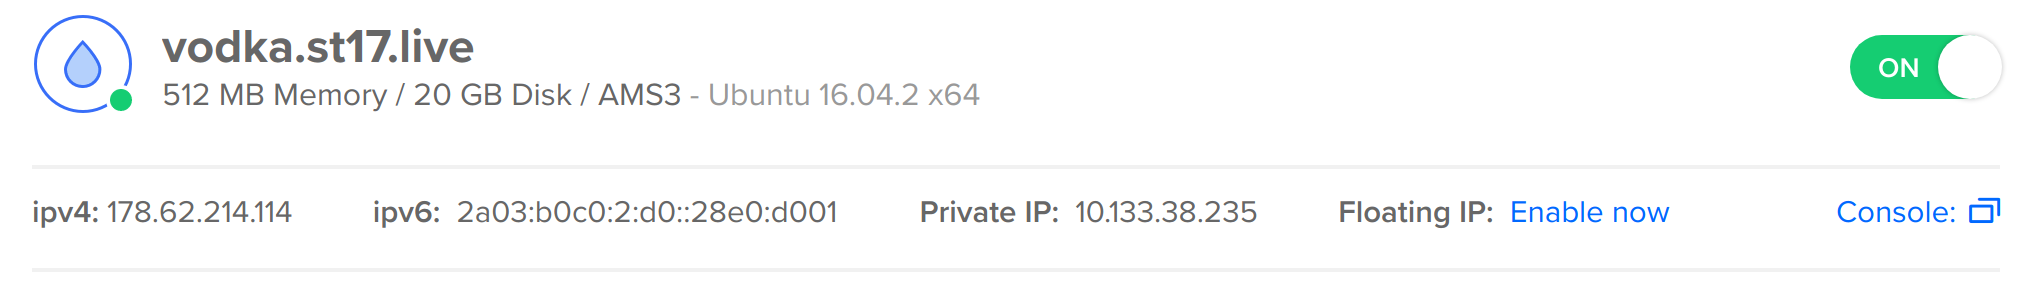 vodka.st17.live
512 MB Memory / 20 GB Disk / AMS3 - Ubuntu 16.04.2 x64
ON
ipv4: 178.62.214.114 ipv6: 2a03:b0c0:2:d0::28e0:d001 Private IP: 10.133.38.235 Floating IP: Enable now Console: